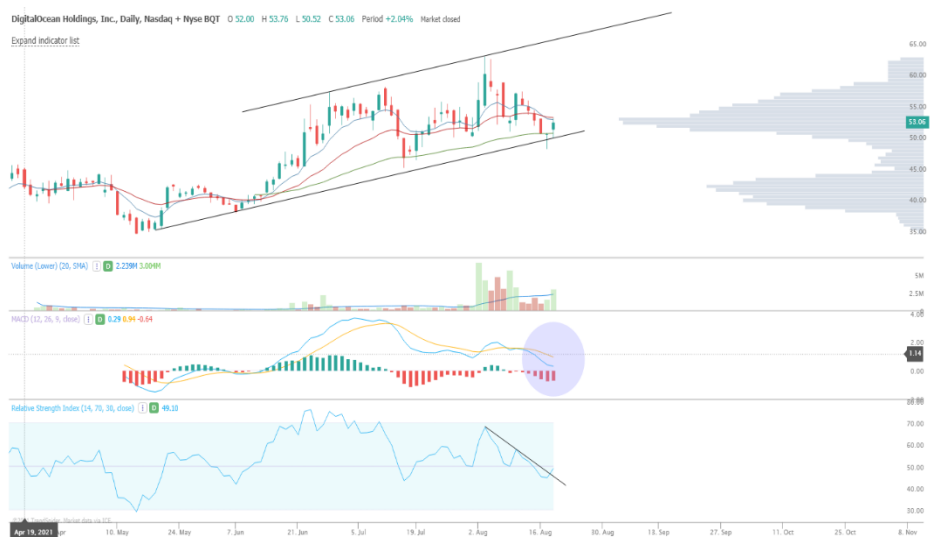 DigitalOcean Holdings, Inc., Daily, Nasdaq + Nyse BQT O 52.00 H 53.76 L 50.52 C 53.06 Period +2.04% Market closed
Expand indicator list
65.00
60.00
55.00
53.06
50.00
45.00
40.00
35.00
Volume (Lower) (20, SMA) D 2.239M 3.004M
5M
2.5M
0
MACD (12, 26, 9, close) D 0.29 0.94 -0.64
4.00
2.00
1.14
0.00
80.00
Relative Strength Index (14, 70, 30, close) D 49.10
70.00
60.00
50.00
40.00
30.00
Market data via ICE
Apr 19, 2021 10. May 24. May 7. Jun 21. Jun 5. Jul 19. Jul 2. Aug 16. Aug 30. Aug 13. Sep 27. Sep 11. Oct 25. Oct 8. Nov